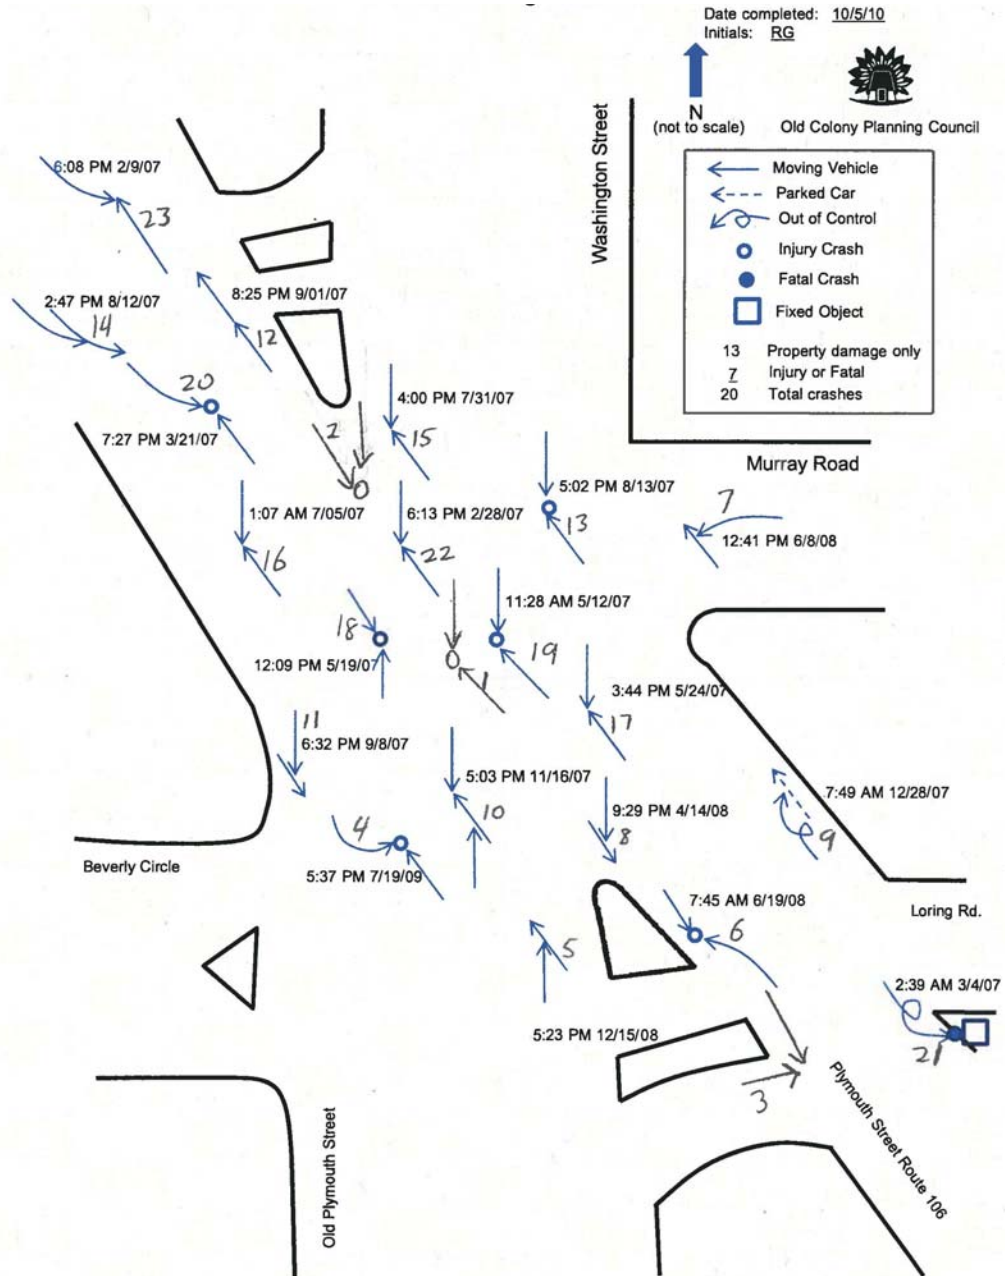 Date completed: 10/5/10
Initials: RG
N
(not to scale)
Old Colony Planning Council
Moving Vehicle
Parked Car
Out of Control
Injury Crash
Fatal Crash
Fixed Object
13 Property damage only
7 Injury or Fatal
20 Total crashes
Washington Street
Murray Road
6:08 PM 2/9/07
23
8:25 PM 9/01/07
12
2:47 PM 8/12/07
14
20
7:27 PM 3/21/07
2
4:00 PM 7/31/07
15
5:02 PM 8/13/07
13
7
12:41 PM 6/8/08
1:07 AM 7/05/07
16
6:13 PM 2/28/07
22
11:28 AM 5/12/07
19
18
12:09 PM 5/19/07
1
3:44 PM 5/24/07
17
11
6:32 PM 9/8/07
5:03 PM 11/16/07
10
9:29 PM 4/14/08
8
7:49 AM 12/28/07
9
4
5:37 PM 7/19/09
Beverly Circle
7:45 AM 6/19/08
6
Loring Rd.
5
5:23 PM 12/15/08
2:39 AM 3/4/07
21
3
Plymouth Street Route 106
Old Plymouth Street